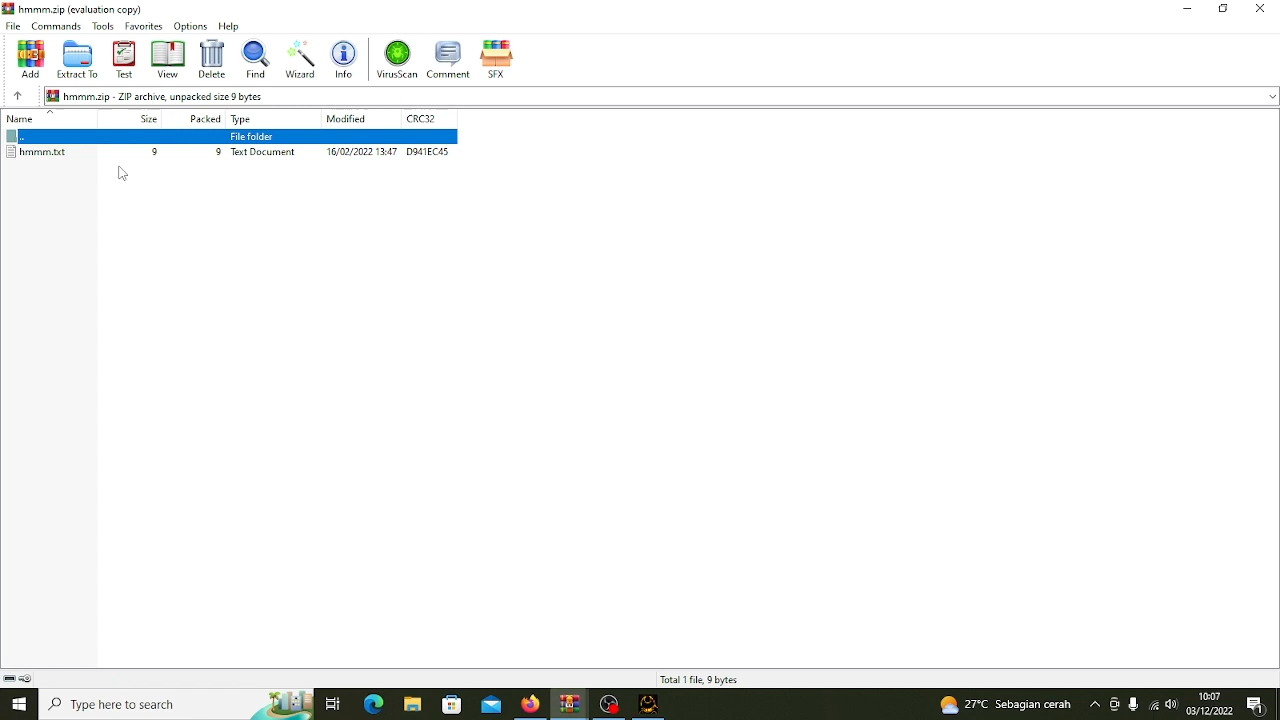 hmmm.zip (evaluation copy)
File Commands Tools Favorites Options Help
Add Extract To Test View Delete Find Wizard Info VirusScan Comment SFX
hmmm.zip - ZIP archive, unpacked size 9 bytes
Name Size Packed Type Modified CRC32
.. File folder
hmmm.txt 9 9 Text Document 16/02/2022 13:47 D941EC45
Total 1 file, 9 bytes
Type here to search
27°C Sebagian cerah
10:07
03/12/2022
1